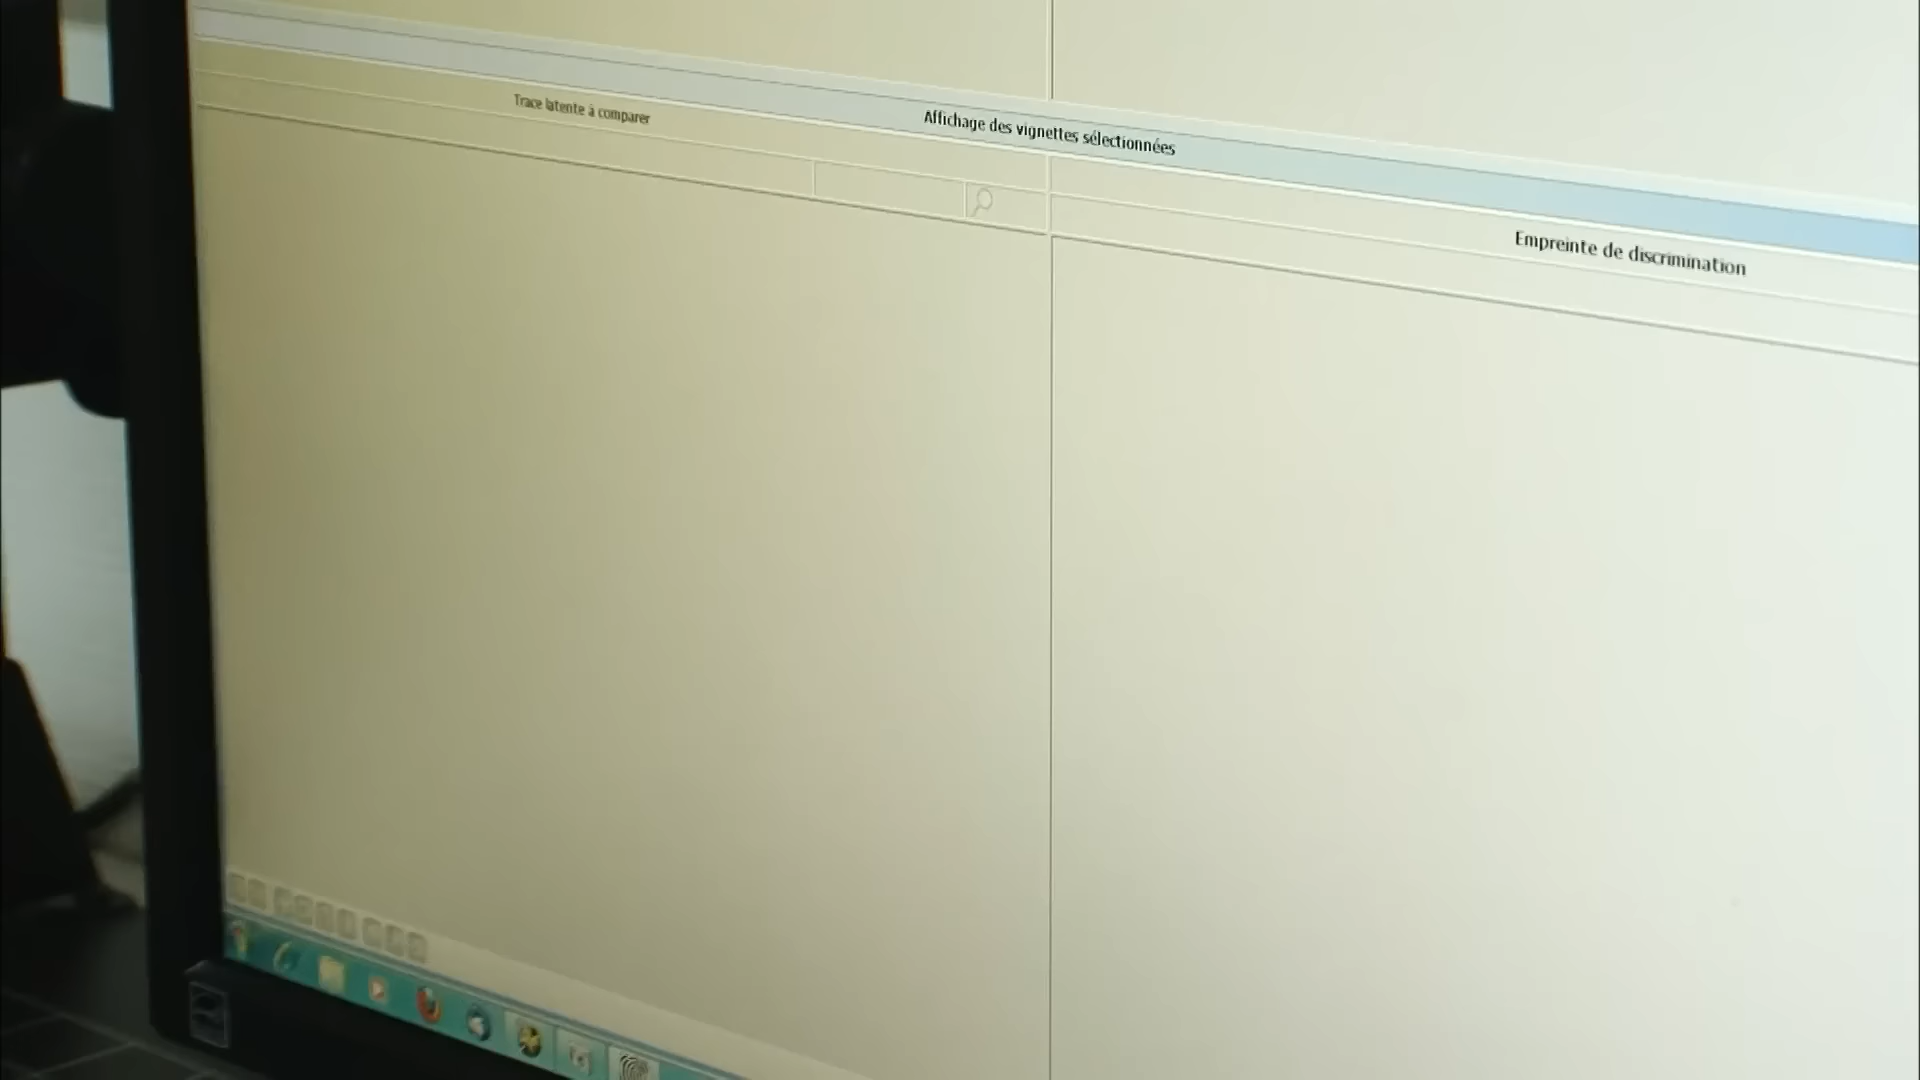 Affichage des vignettes sélectionnées
Trace latente à comparer
Empreinte de discrimination